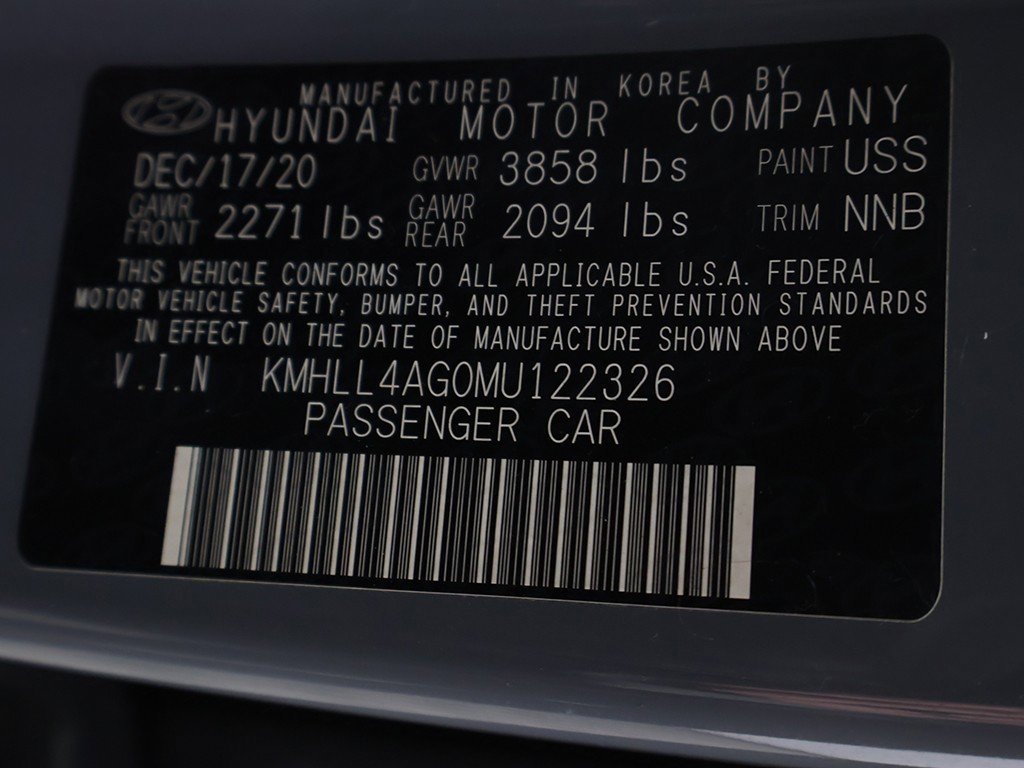 MANUFACTURED IN KOREA BY
HYUNDAI MOTOR COMPANY
DEC/17/20 GVWR 3858 lbs PAINT USS
GAWR FRONT 2271 lbs GAWR REAR 2094 lbs TRIM NNB
THIS VEHICLE CONFORMS TO ALL APPLICABLE U.S.A. FEDERAL
MOTOR VEHICLE SAFETY, BUMPER, AND THEFT PREVENTION STANDARDS
IN EFFECT ON THE DATE OF MANUFACTURE SHOWN ABOVE
V.I.N KMHLL4AG0MU122326
PASSENGER CAR